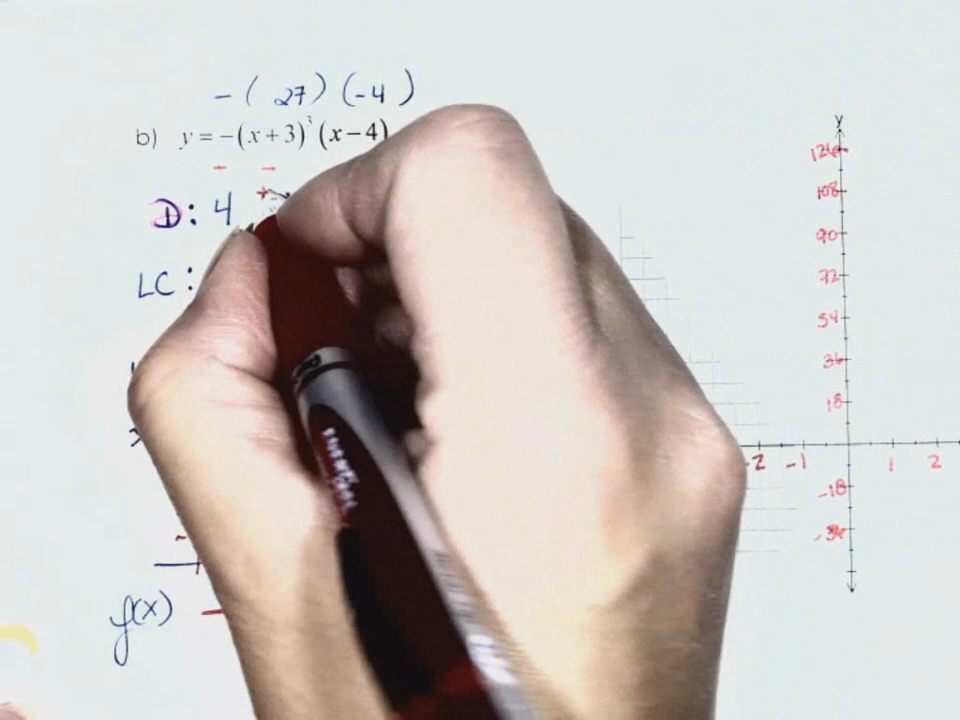 -(27)(-4)
b) y = -(x+3)³(x-4)
- -
+
D: 4
LC:
f(x) -
y
126
108
90
72
54
36
18
-2 -1 1 2
-18
-36